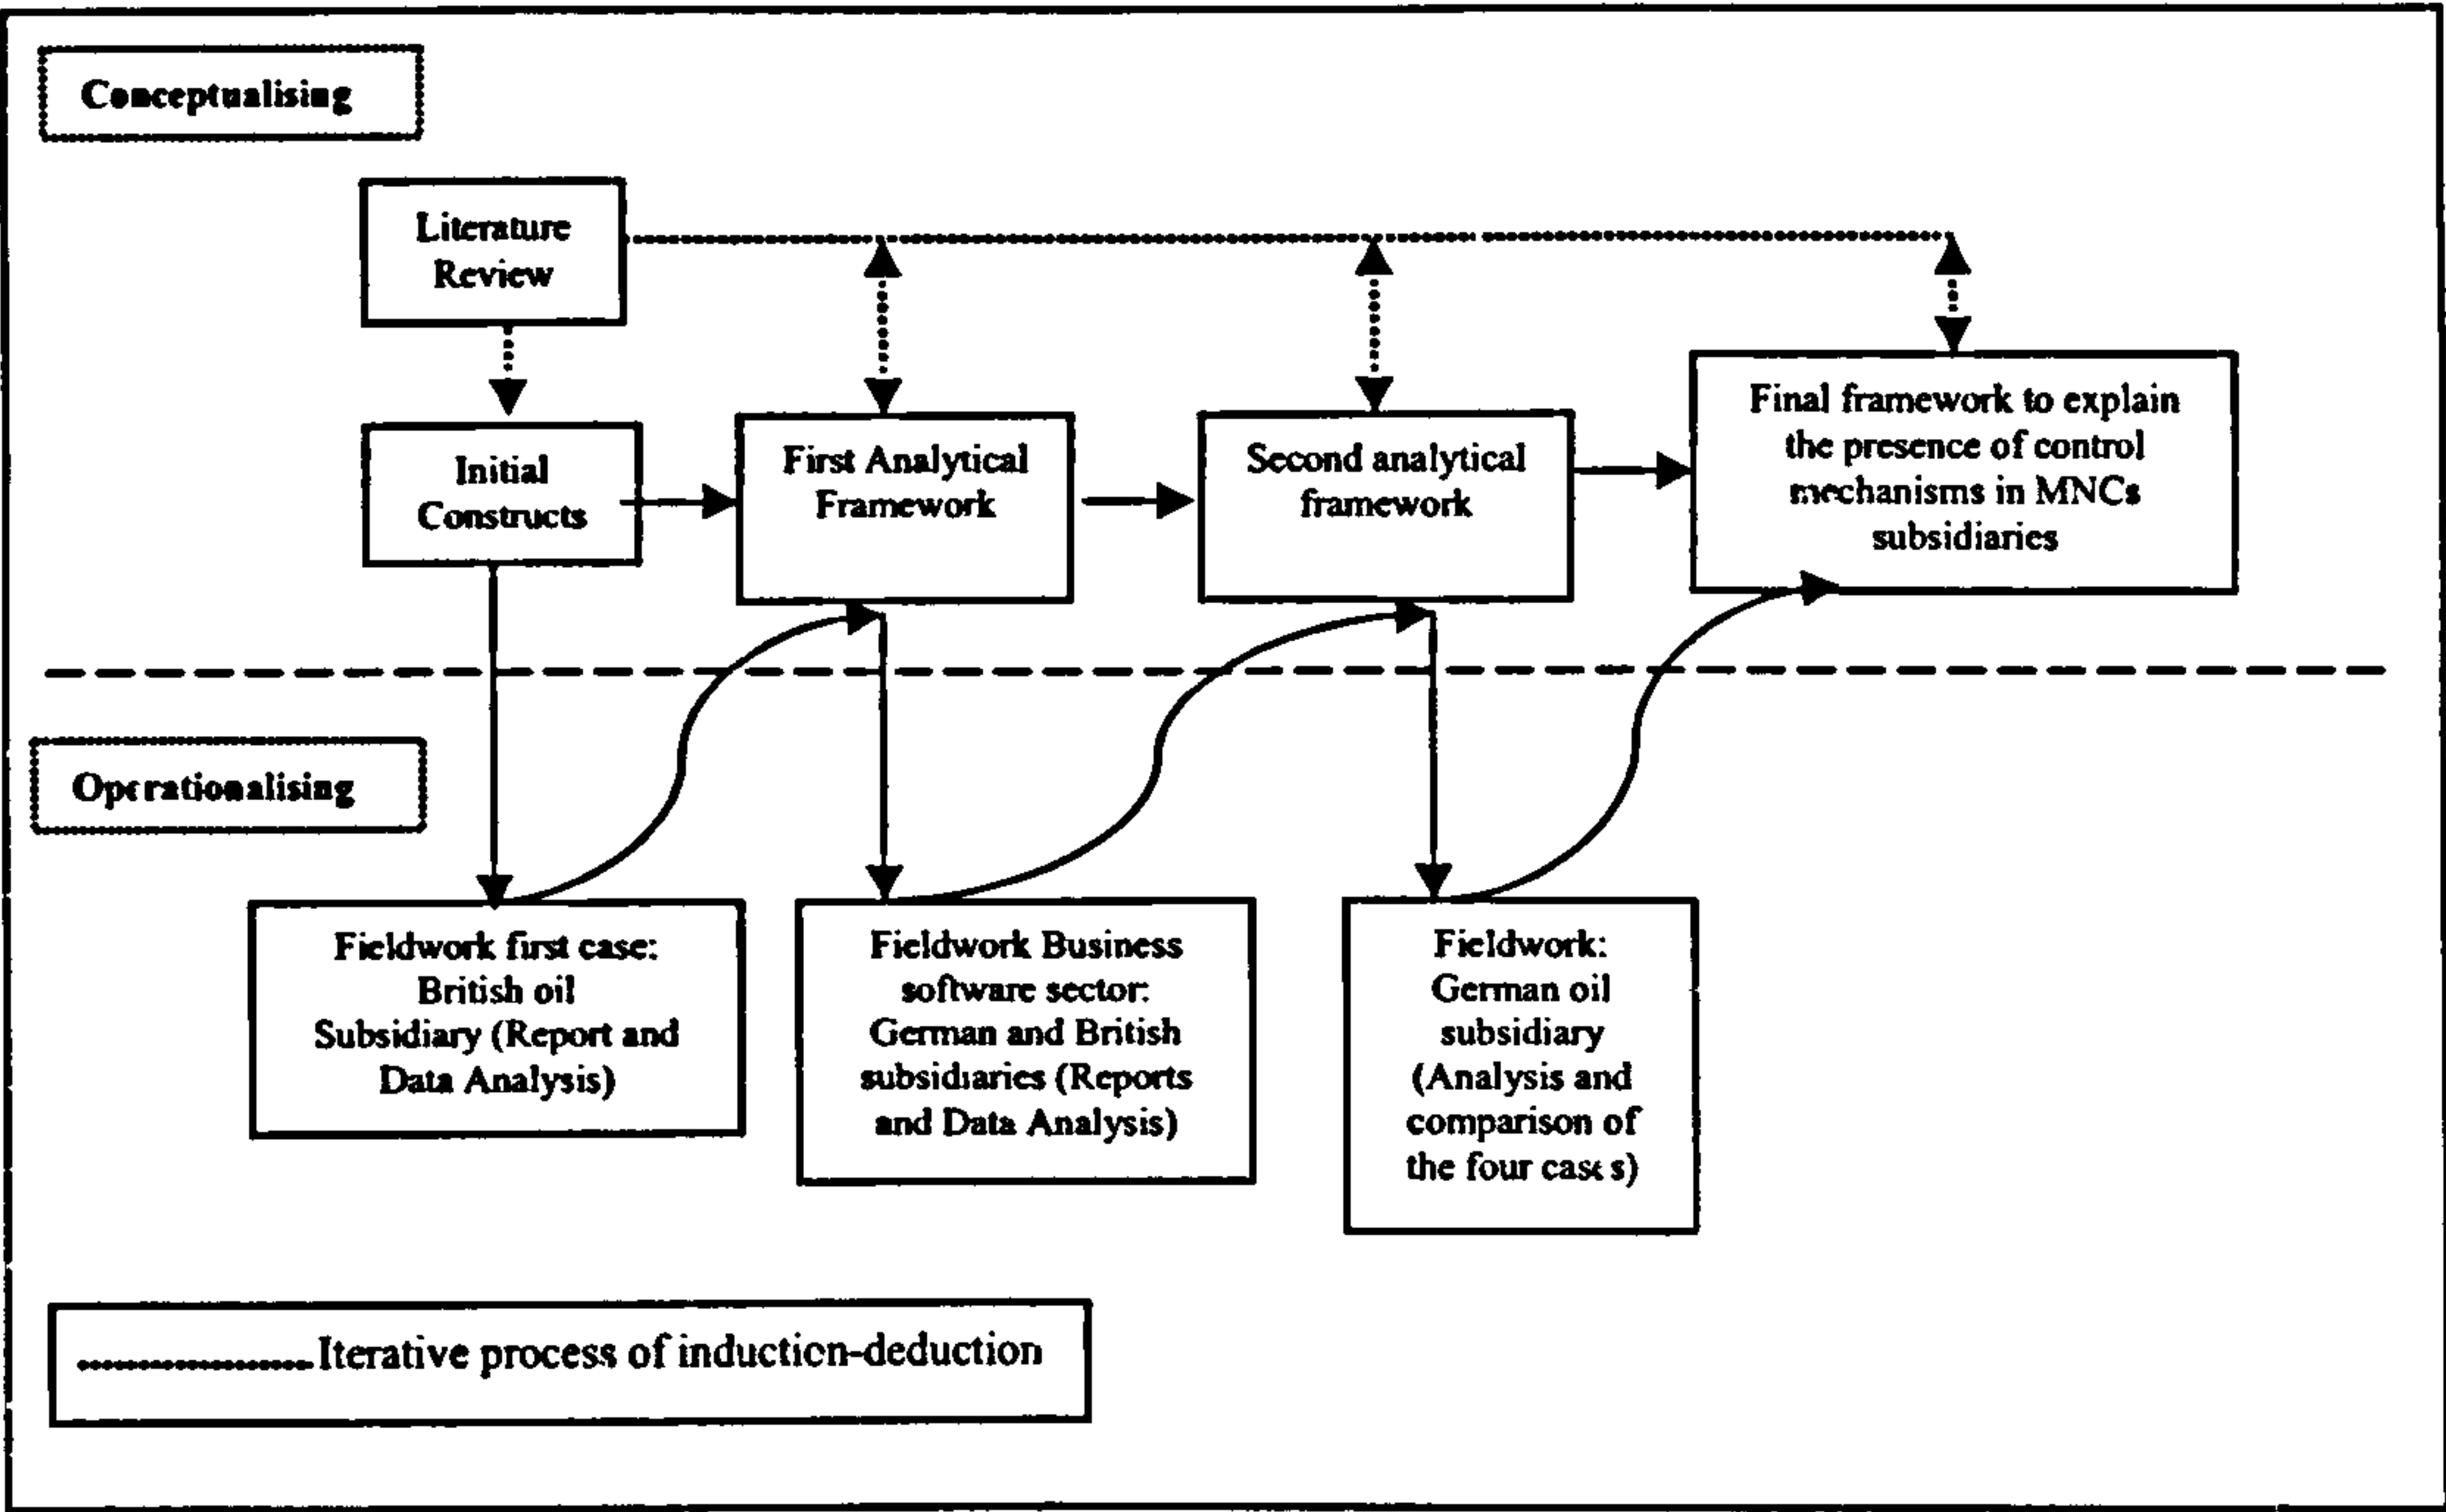 Conceptualising
Literature
Review
Initial
Constructs
First Analytical
Framework
Second analytical
framework
Final framework to explain
the presence of control
mechanisms in MNCs
subsidiaries
Operationalising
Fieldwork first case:
British oil
Subsidiary (Report and
Data Analysis)
Fieldwork Business
software sector:
German and British
subsidiaries (Reports
and Data Analysis)
Fieldwork:
German oil
subsidiary
(Analysis and
comparison of
the four cases)
Iterative process of induction-deduction